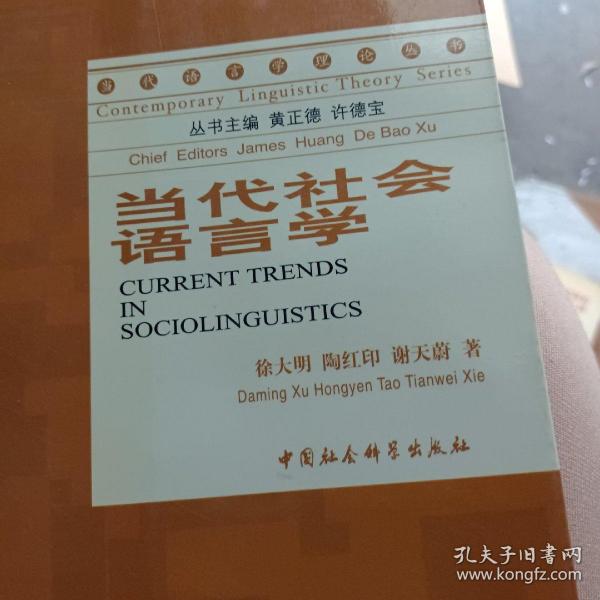 当代语言学理论丛书
Contemporary Linguistic Theory Series
丛书主编 黄正德 许德宝
Chief Editors James Huang De Bao Xu
当代社会
语言学
CURRENT TRENDS
IN
SOCIOLINGUISTICS
徐大明 陶红印 谢天蔚 著
Daming Xu Hongyen Tao Tianwei Xie
中国社会科学出版社
孔夫子旧书网
www.kongfz.com